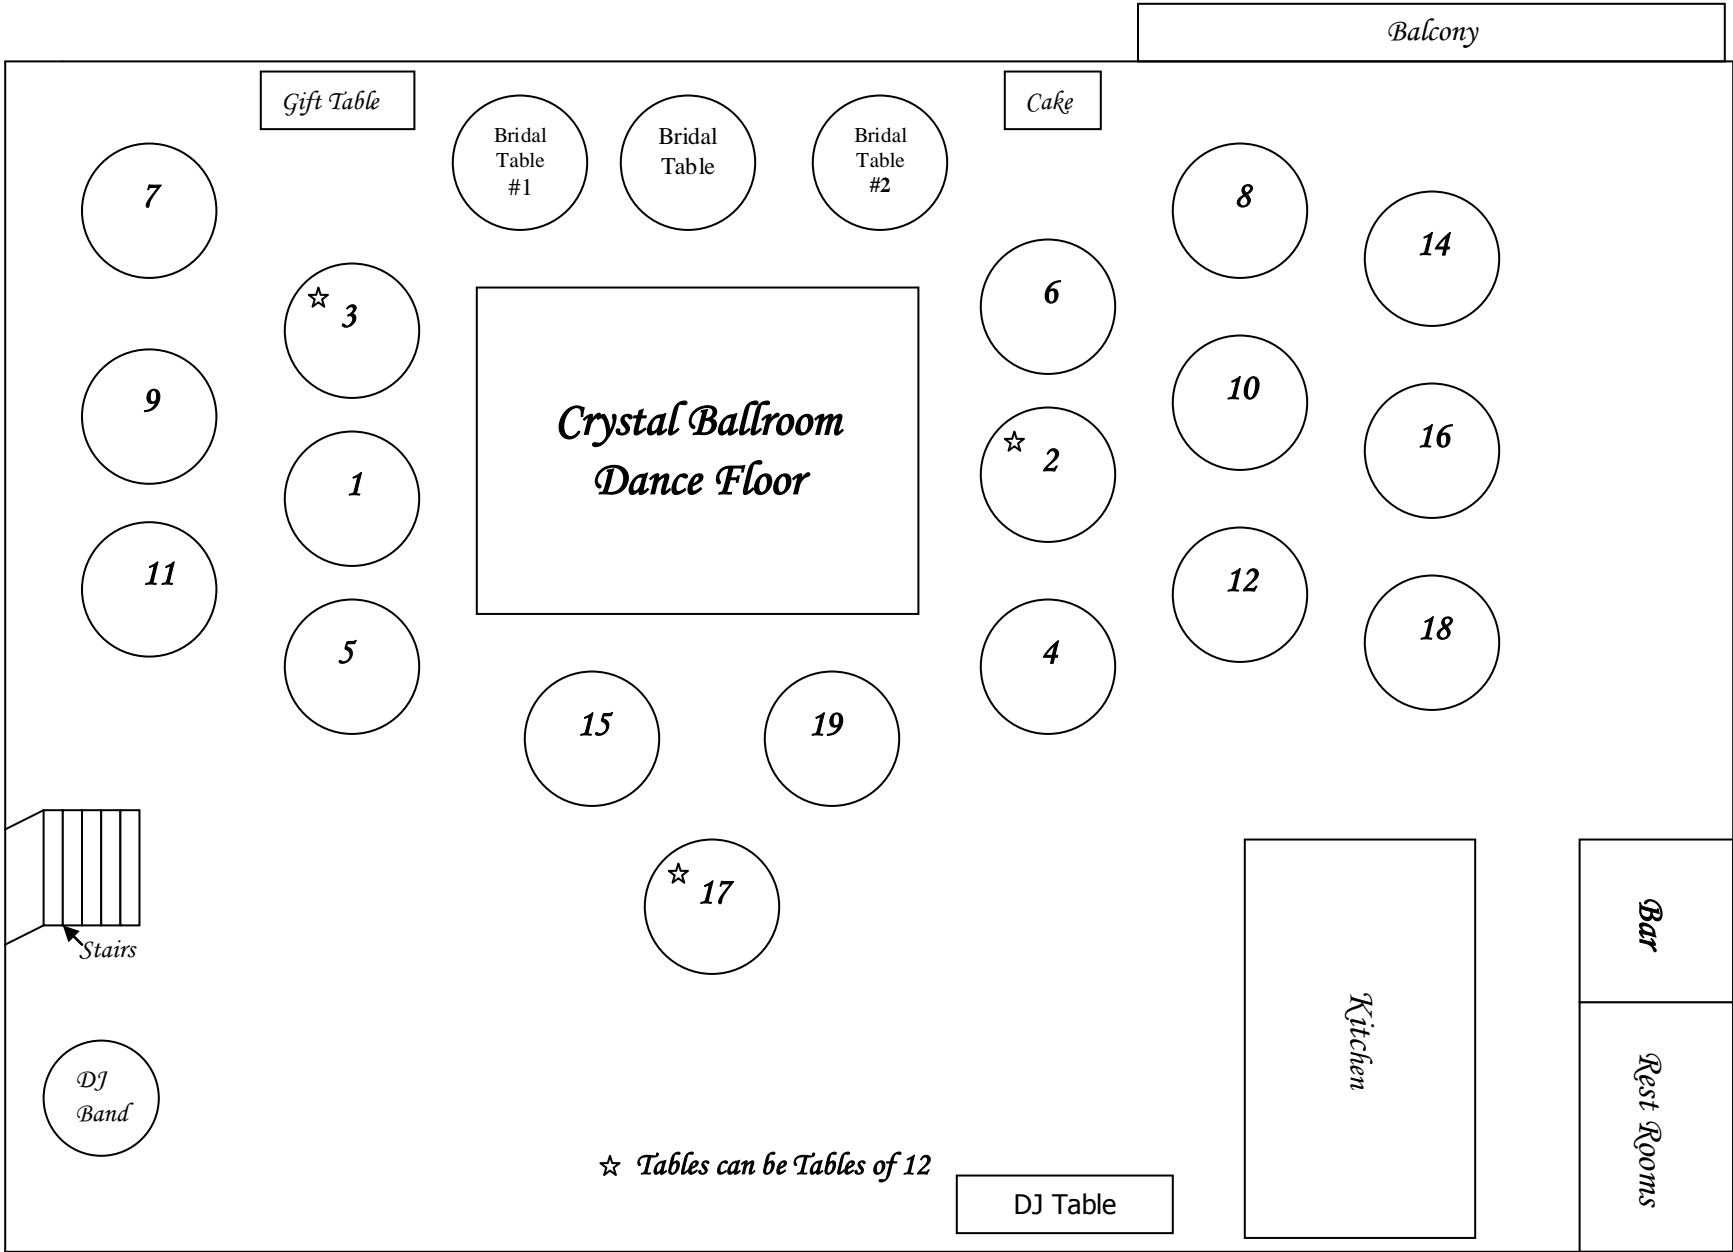 Balcony
Gift Table
Bridal
Table
#1
Bridal
Table
Bridal
Table
#2
Cake
7
8
14
3
6
9
10
16
Crystal Ballroom
Dance Floor
1
2
11
12
18
5
4
15
19
17
Stairs
Bar
Kitchen
DJ
Band
Rest Rooms
☆ Tables can be Tables of 12
DJ Table